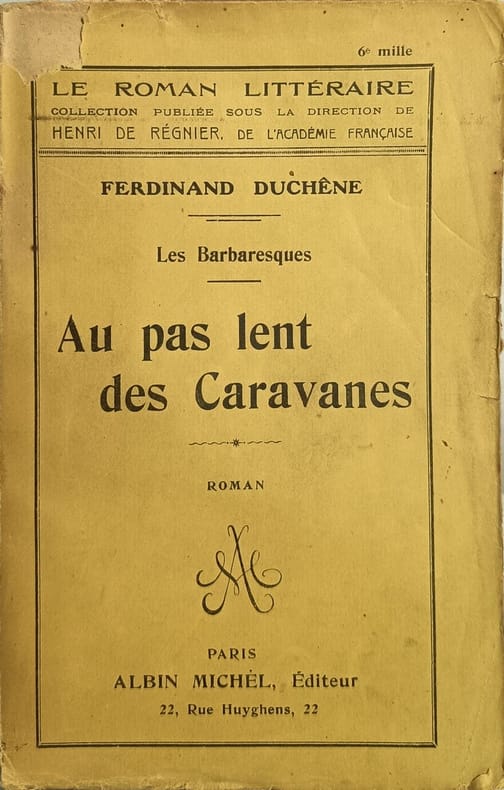 6e mille
LE ROMAN LITTÉRAIRE
COLLECTION PUBLIÉE SOUS LA DIRECTION DE
HENRI DE RÉGNIER, DE L'ACADÉMIE FRANÇAISE
FERDINAND DUCHÊNE
Les Barbaresques
Au pas lent
des Caravanes
ROMAN
AM
PARIS
ALBIN MICHEL, Éditeur
22, Rue Huyghens, 22